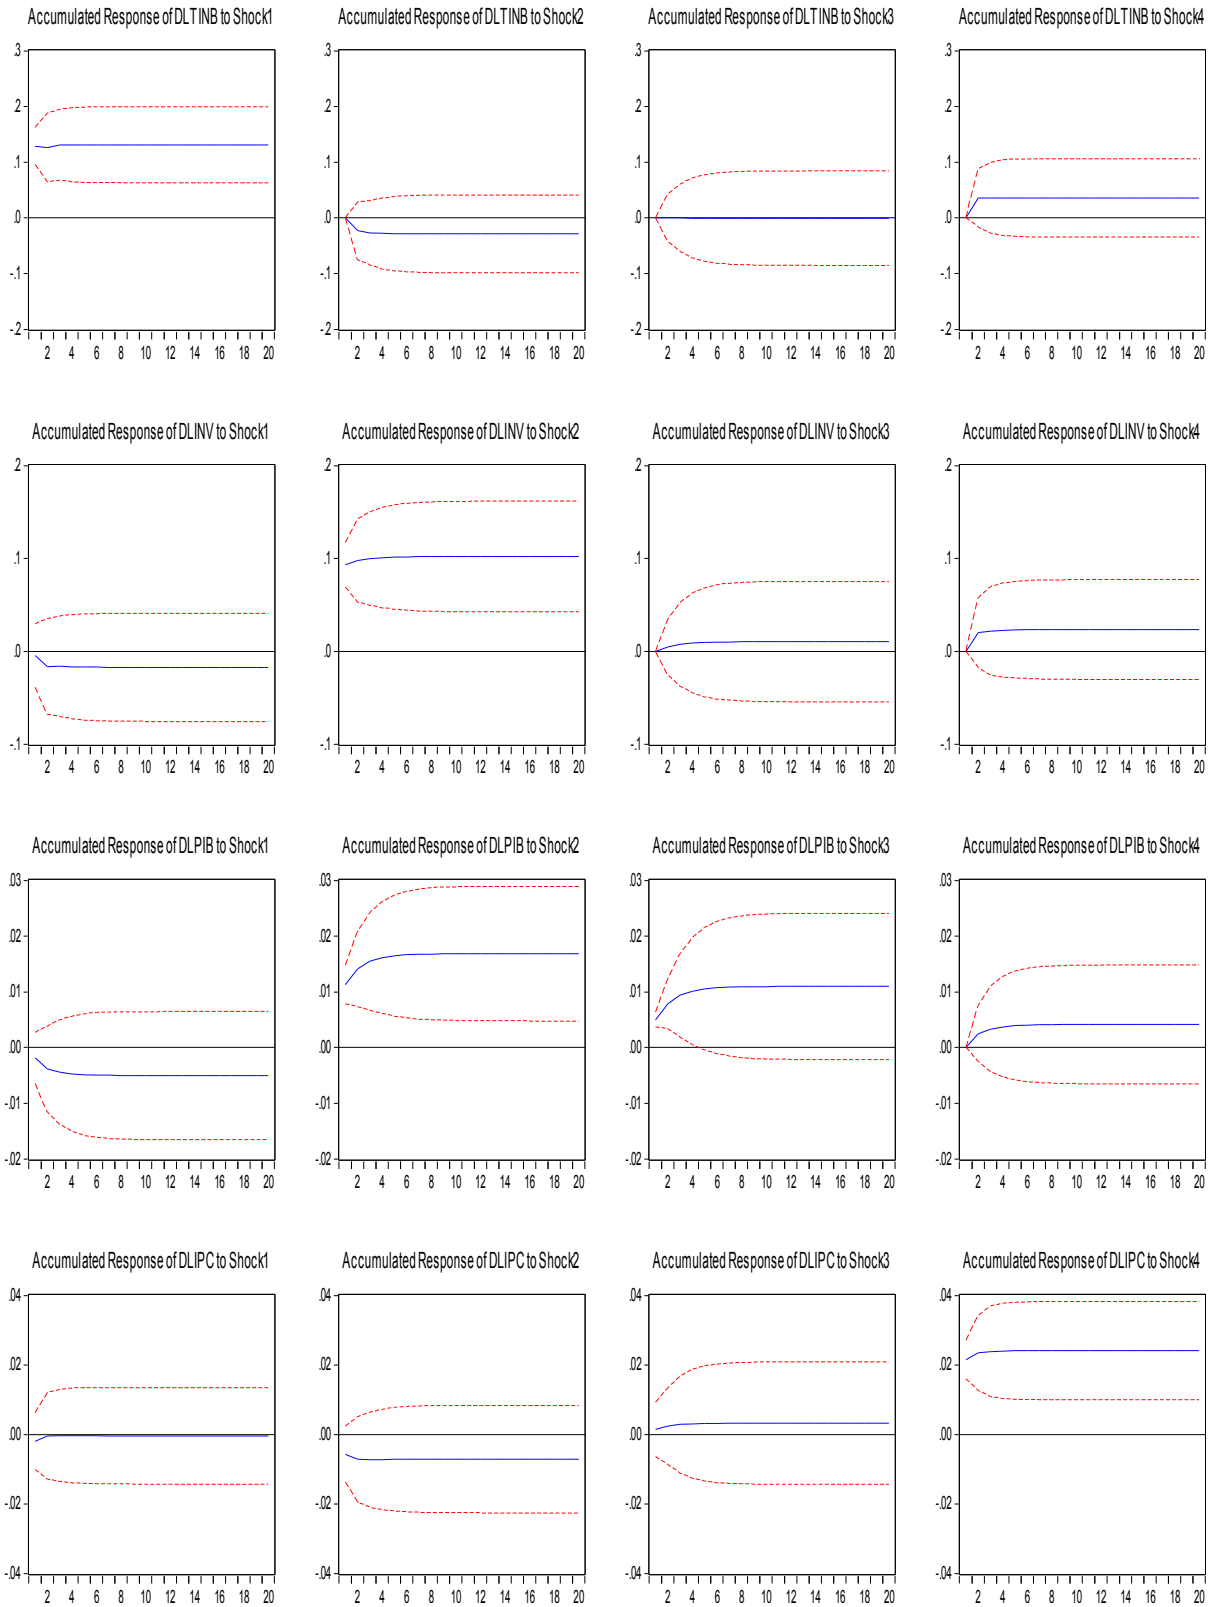 Accumulated Response of DLTINB to Shock1 Accumulated Response of DLTINB to Shock2 Accumulated Response of DLTINB to Shock3 Accumulated Response of DLTINB to Shock4
.3 .3 .3 .3
.2 .2 .2 .2
.1 .1 .1 .1
.0 .0 .0 .0
-.1 -.1 -.1 -.1
-.2 -.2 -.2 -.2
2 4 6 8 10 12 14 16 18 20 2 4 6 8 10 12 14 16 18 20 2 4 6 8 10 12 14 16 18 20 2 4 6 8 10 12 14 16 18 20
Accumulated Response of DLINV to Shock1 Accumulated Response of DLINV to Shock2 Accumulated Response of DLINV to Shock3 Accumulated Response of DLINV to Shock4
.2 .2 .2 .2
.1 .1 .1 .1
.0 .0 .0 .0
-.1 -.1 -.1 -.1
2 4 6 8 10 12 14 16 18 20 2 4 6 8 10 12 14 16 18 20 2 4 6 8 10 12 14 16 18 20 2 4 6 8 10 12 14 16 18 20
Accumulated Response of DLPIB to Shock1 Accumulated Response of DLPIB to Shock2 Accumulated Response of DLPIB to Shock3 Accumulated Response of DLPIB to Shock4
.03 .03 .03 .03
.02 .02 .02 .02
.01 .01 .01 .01
.00 .00 .00 .00
-.01 -.01 -.01 -.01
-.02 -.02 -.02 -.02
2 4 6 8 10 12 14 16 18 20 2 4 6 8 10 12 14 16 18 20 2 4 6 8 10 12 14 16 18 20 2 4 6 8 10 12 14 16 18 20
Accumulated Response of DLIPC to Shock1 Accumulated Response of DLIPC to Shock2 Accumulated Response of DLIPC to Shock3 Accumulated Response of DLIPC to Shock4
.04 .04 .04 .04
.02 .02 .02 .02
.00 .00 .00 .00
-.02 -.02 -.02 -.02
-.04 -.04 -.04 -.04
2 4 6 8 10 12 14 16 18 20 2 4 6 8 10 12 14 16 18 20 2 4 6 8 10 12 14 16 18 20 2 4 6 8 10 12 14 16 18 20